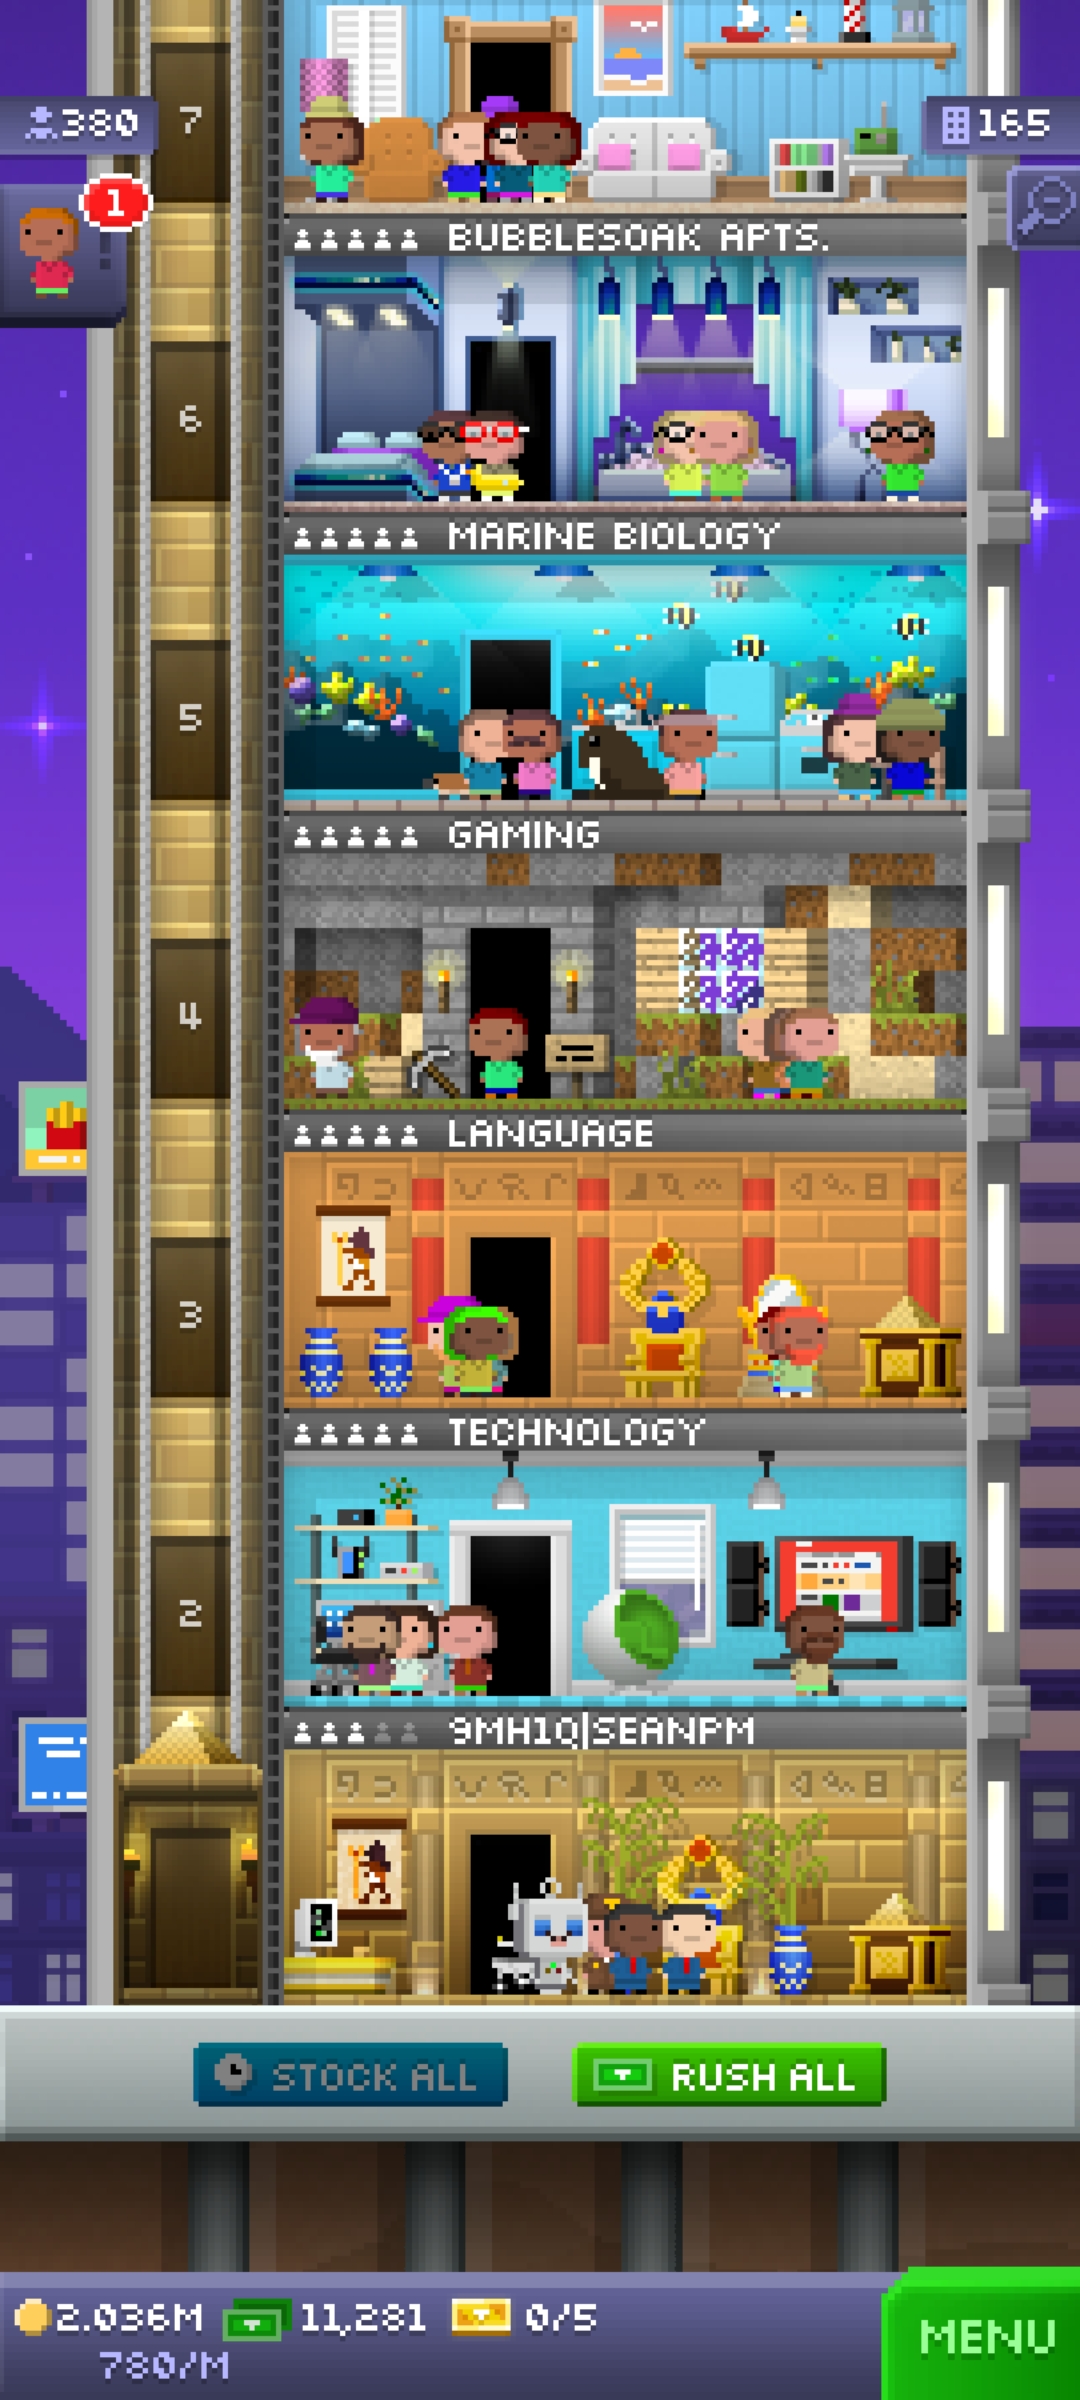 7
380
165
1
BUBBLESOAK APTS.
6
MARINE BIOLOGY
5
GAMING
4
LANGUAGE
3
TECHNOLOGY
2
9MH1Q|SEANPM
STOCK ALL
RUSH ALL
2.036M
11,281
0/5
780/M
MENU